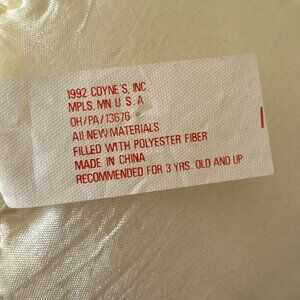 1992 COYNE'S, INC
MPLS. MN U.S.A
OH/PA/13676
All NEW MATERIALS
FILLED WITH POLYESTER FIBER
MADE IN CHINA
RECOMMENDED FOR 3 YRS. OLD AND UP